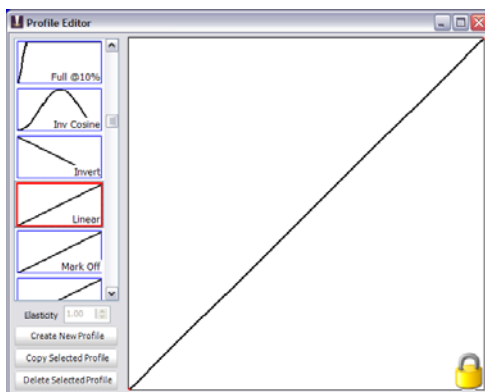 Profile Editor
Full @10%
Inv Cosine
Invert
Linear
Mark Off
Elasticity 1.00
Create New Profile
Copy Selected Profile
Delete Selected Profile